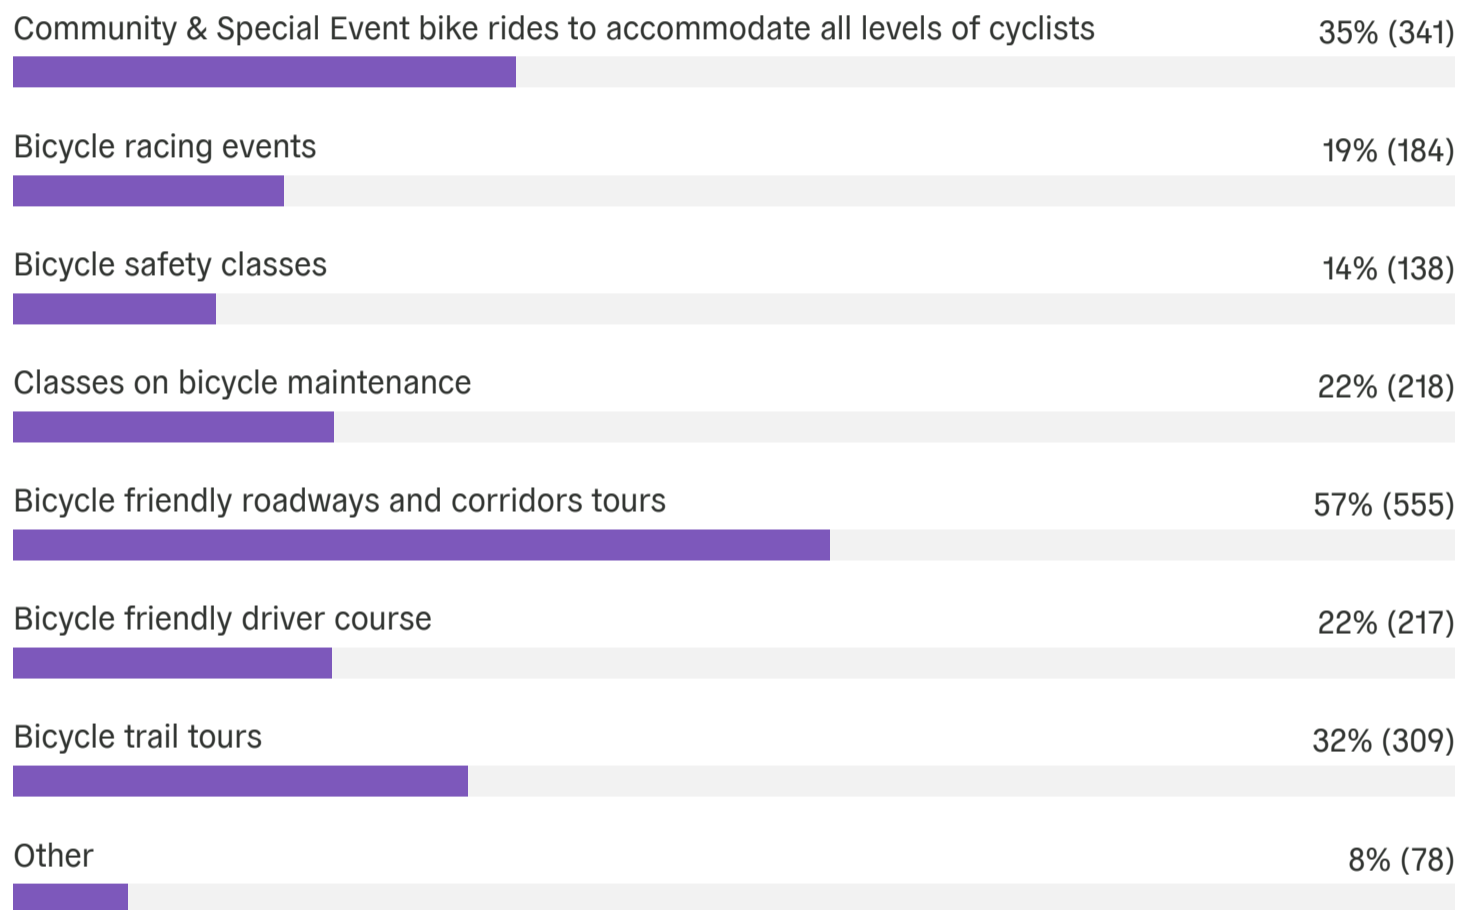 Community & Special Event bike rides to accommodate all levels of cyclists 35% (341)
Bicycle racing events 19% (184)
Bicycle safety classes 14% (138)
Classes on bicycle maintenance 22% (218)
Bicycle friendly roadways and corridors tours 57% (555)
Bicycle friendly driver course 22% (217)
Bicycle trail tours 32% (309)
Other 8% (78)